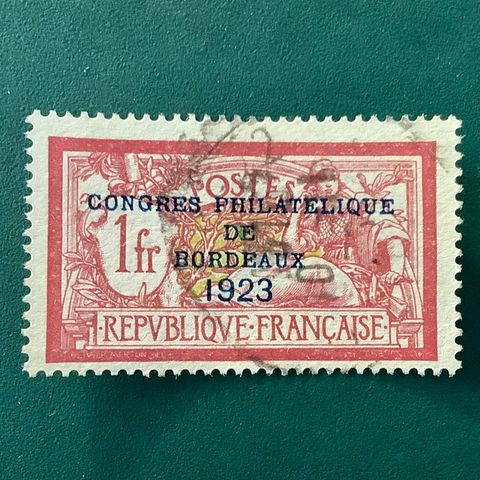 POSTES
CONGRES PHILATELIQUE
DE
1fr
BORDEAUX
1923
REPVBLIQVE·FRANÇAISE